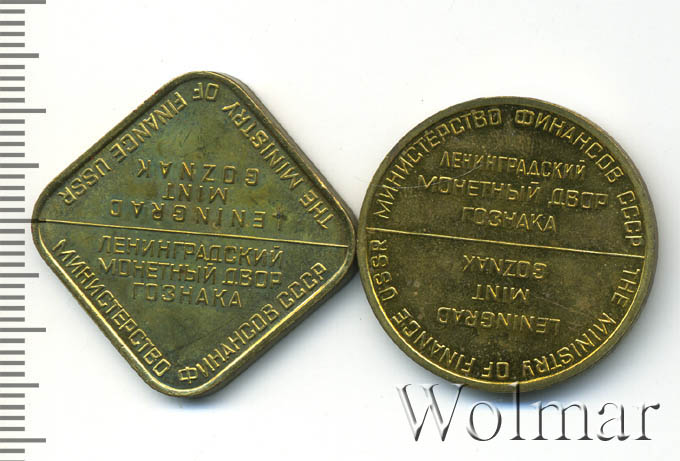 THE MINISTRY OF FINANCE USSR
LENINGRAD
MINT
GOZNAK
ЛЕНИНГРАДСКИЙ
МОНЕТНЫЙ ДВОР
ГОЗНАКА
МИНИСТЕРСТВО ФИНАНСОВ СССР
МИНИСТЕРСТВО ФИНАНСОВ СССР
ЛЕНИНГРАДСКИЙ
МОНЕТНЫЙ ДВОР
ГОЗНАКА
LENINGRAD
MINT
GOZNAK
THE MINISTRY OF FINANCE USSR
Wolmar